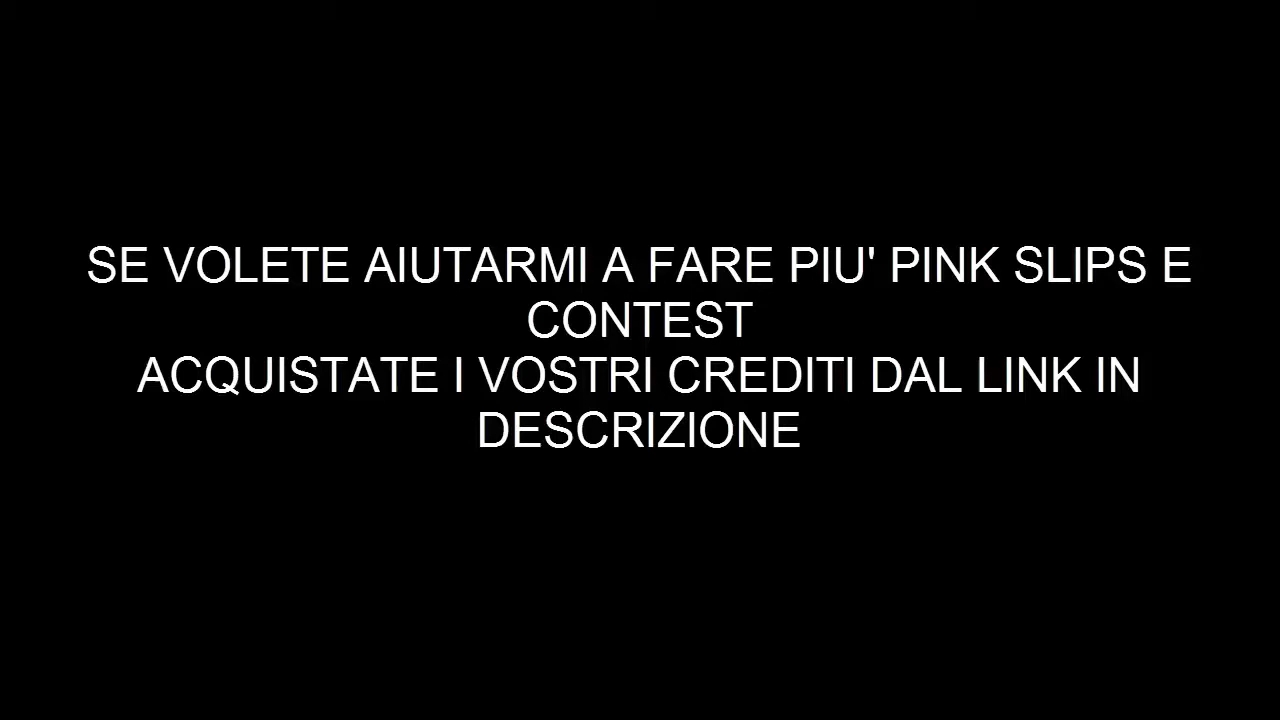 SE VOLETE AIUTARMI A FARE PIU' PINK SLIPS E
CONTEST
ACQUISTATE I VOSTRI CREDITI DAL LINK IN
DESCRIZIONE